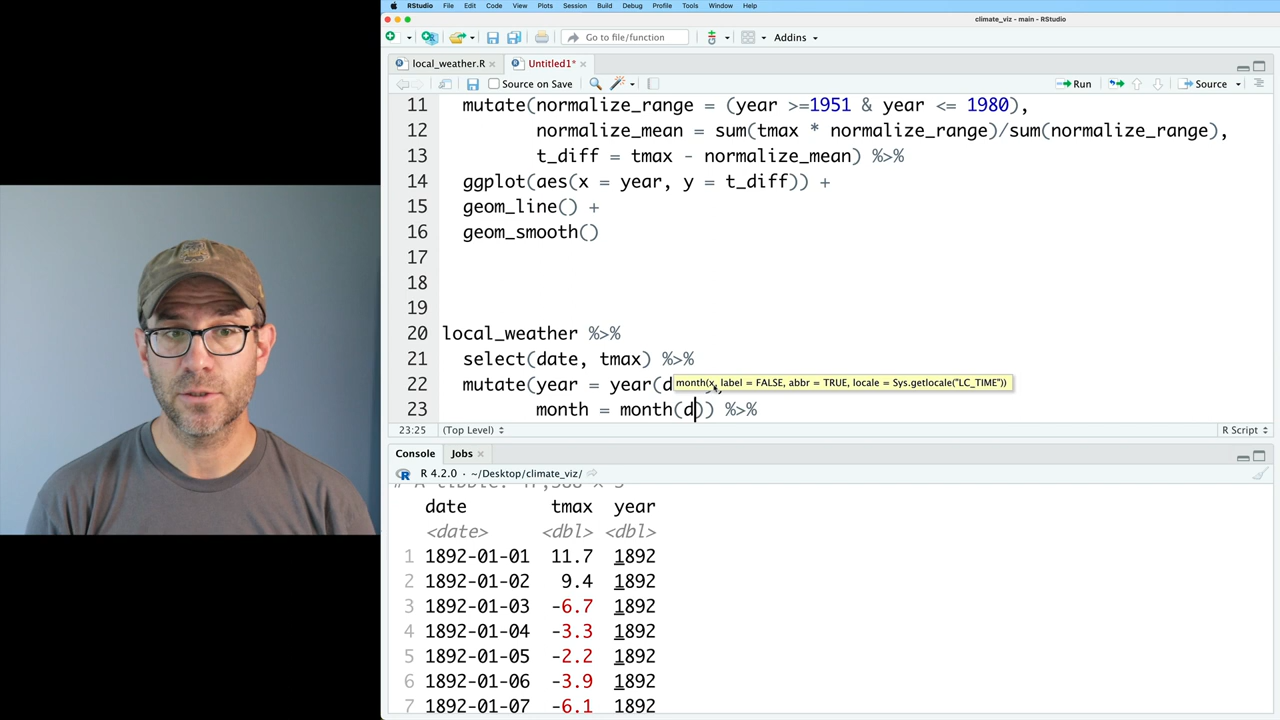 RStudio File Edit Code View Plots Session Build Debug Profile Tools Window Help
climate_viz - main - RStudio
Go to file/function Addins
local_weather.R Untitled1*
Source on Save Run Source
11 mutate(normalize_range = (year >=1951 & year <= 1980),
12 normalize_mean = sum(tmax * normalize_range)/sum(normalize_range),
13 t_diff = tmax - normalize_mean) %>%
14 ggplot(aes(x = year, y = t_diff)) +
15 geom_line() +
16 geom_smooth()
17
18
19
20 local_weather %>%
21 select(date, tmax) %>%
22 mutate(year = year(d
month(x, label = FALSE, abbr = TRUE, locale = Sys.getlocale("LC_TIME"))
23 month = month(d)) %>%
23:25 (Top Level) R Script
Console Jobs
R 4.2.0 · ~/Desktop/climate_viz/
date tmax year
<date> <dbl> <dbl>
1 1892-01-01 11.7 1892
2 1892-01-02 9.4 1892
3 1892-01-03 -6.7 1892
4 1892-01-04 -3.3 1892
5 1892-01-05 -2.2 1892
6 1892-01-06 -3.9 1892
7 1892-01-07 -6.1 1892